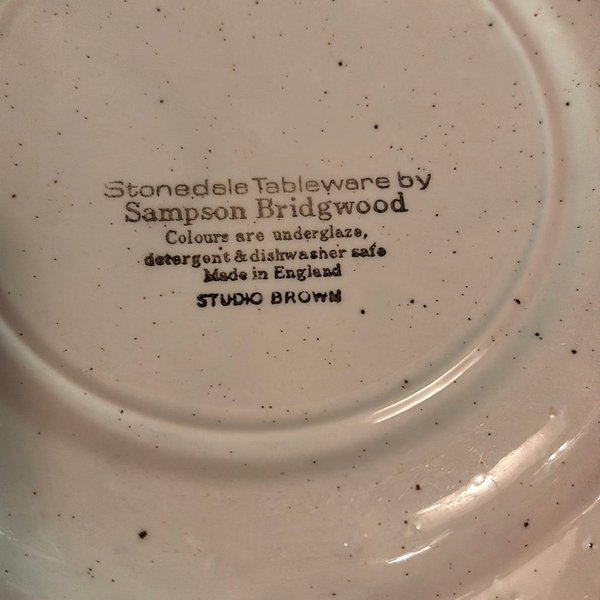 Stonedale Tableware by
Sampson Bridgwood
Colours are underglaze,
detergent & dishwasher safe
Made in England
STUDIO BROWN